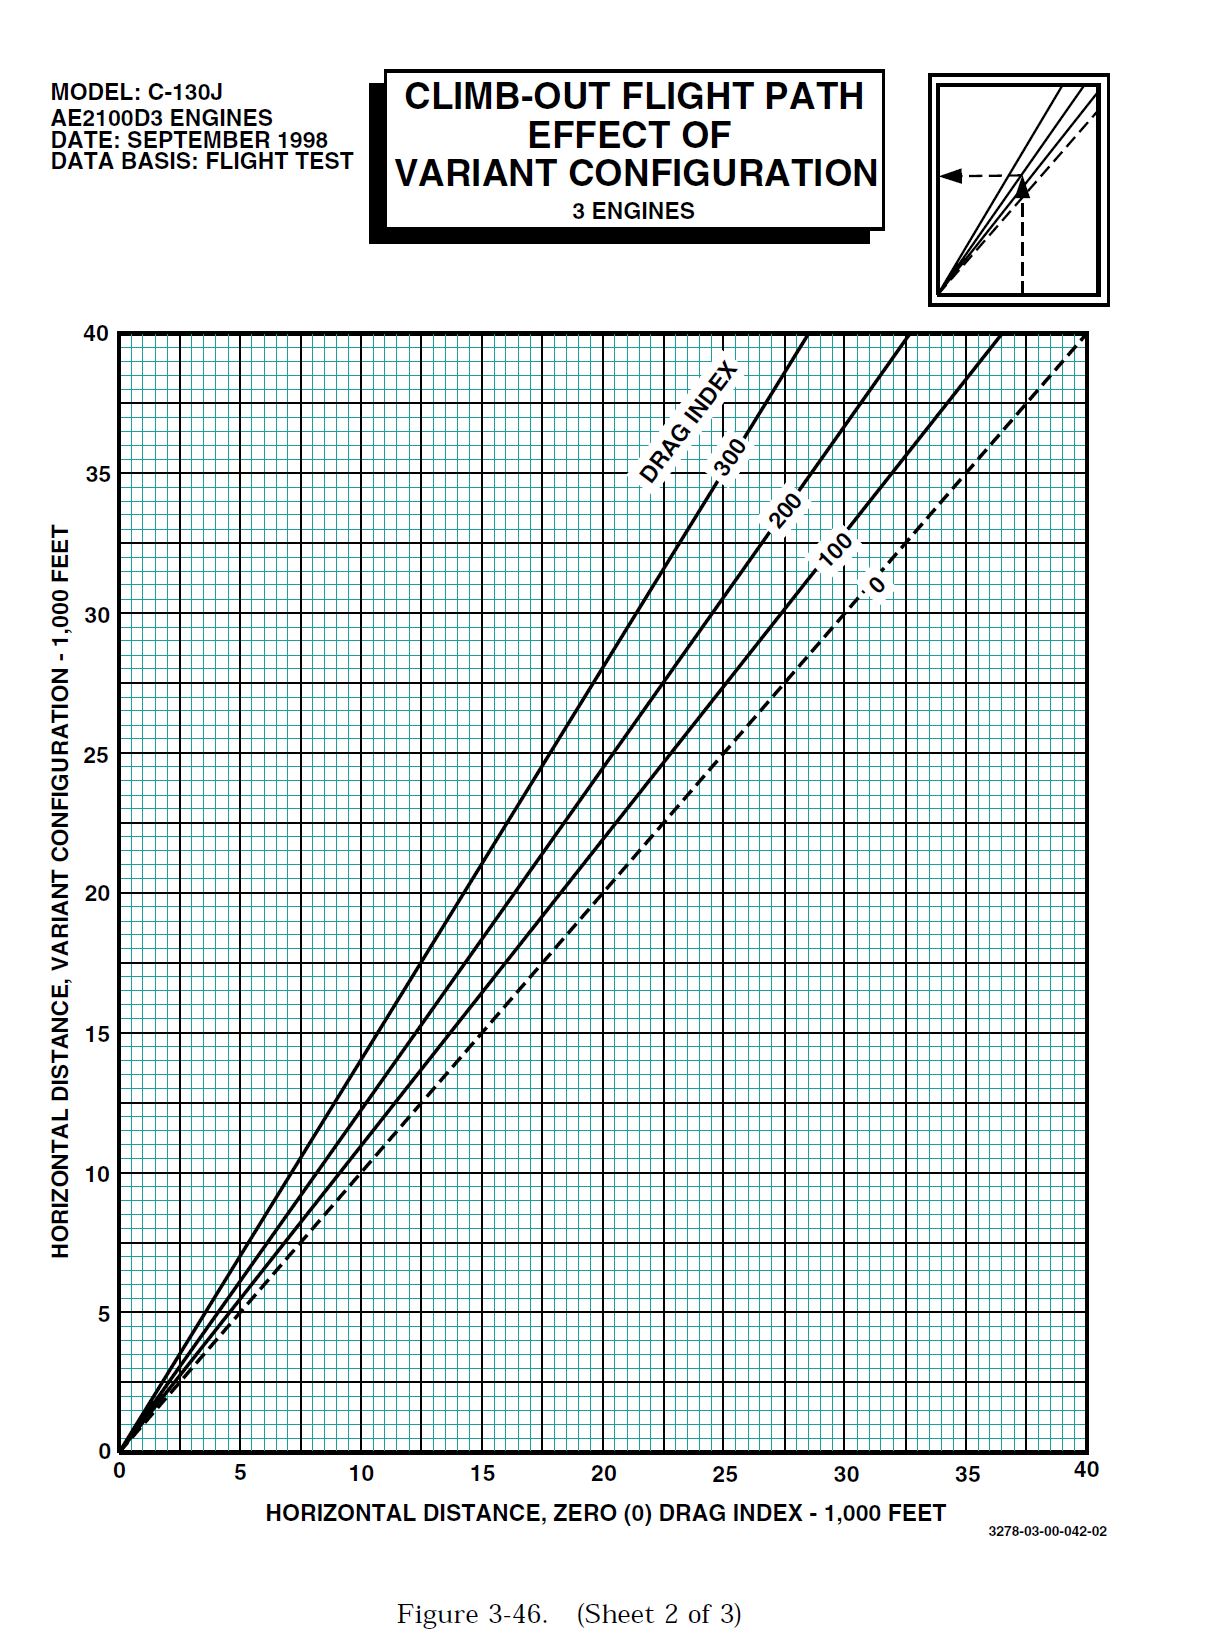 MODEL: C-130J
AE2100D3 ENGINES
DATE: SEPTEMBER 1998
DATA BASIS: FLIGHT TEST
CLIMB-OUT FLIGHT PATH
EFFECT OF
VARIANT CONFIGURATION
3 ENGINES
40
35
30
25
20
15
10
5
0
HORIZONTAL DISTANCE, VARIANT CONFIGURATION - 1,000 FEET
DRAG INDEX
300
200
100
0
0
5
10
15
20
25
30
35
40
HORIZONTAL DISTANCE, ZERO (0) DRAG INDEX - 1,000 FEET
3278-03-00-042-02
Figure 3-46. (Sheet 2 of 3)